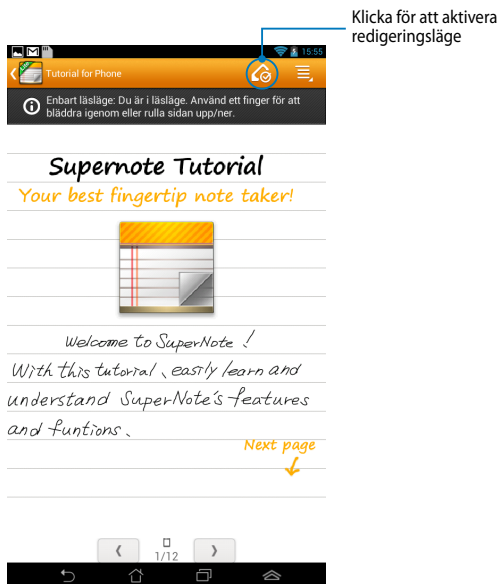 Klicka för att aktivera
redigeringsläge
15:55
Tutorial for Phone
Enbart läsläge: Du är i läsläge. Använd ett finger för att
bläddra igenom eller rulla sidan upp/ner.
Supernote Tutorial
Your best fingertip note taker!
Welcome to SuperNote !
With this tutorial、easily learn and
understand SuperNote's features
and funtions、
Next page
1/12